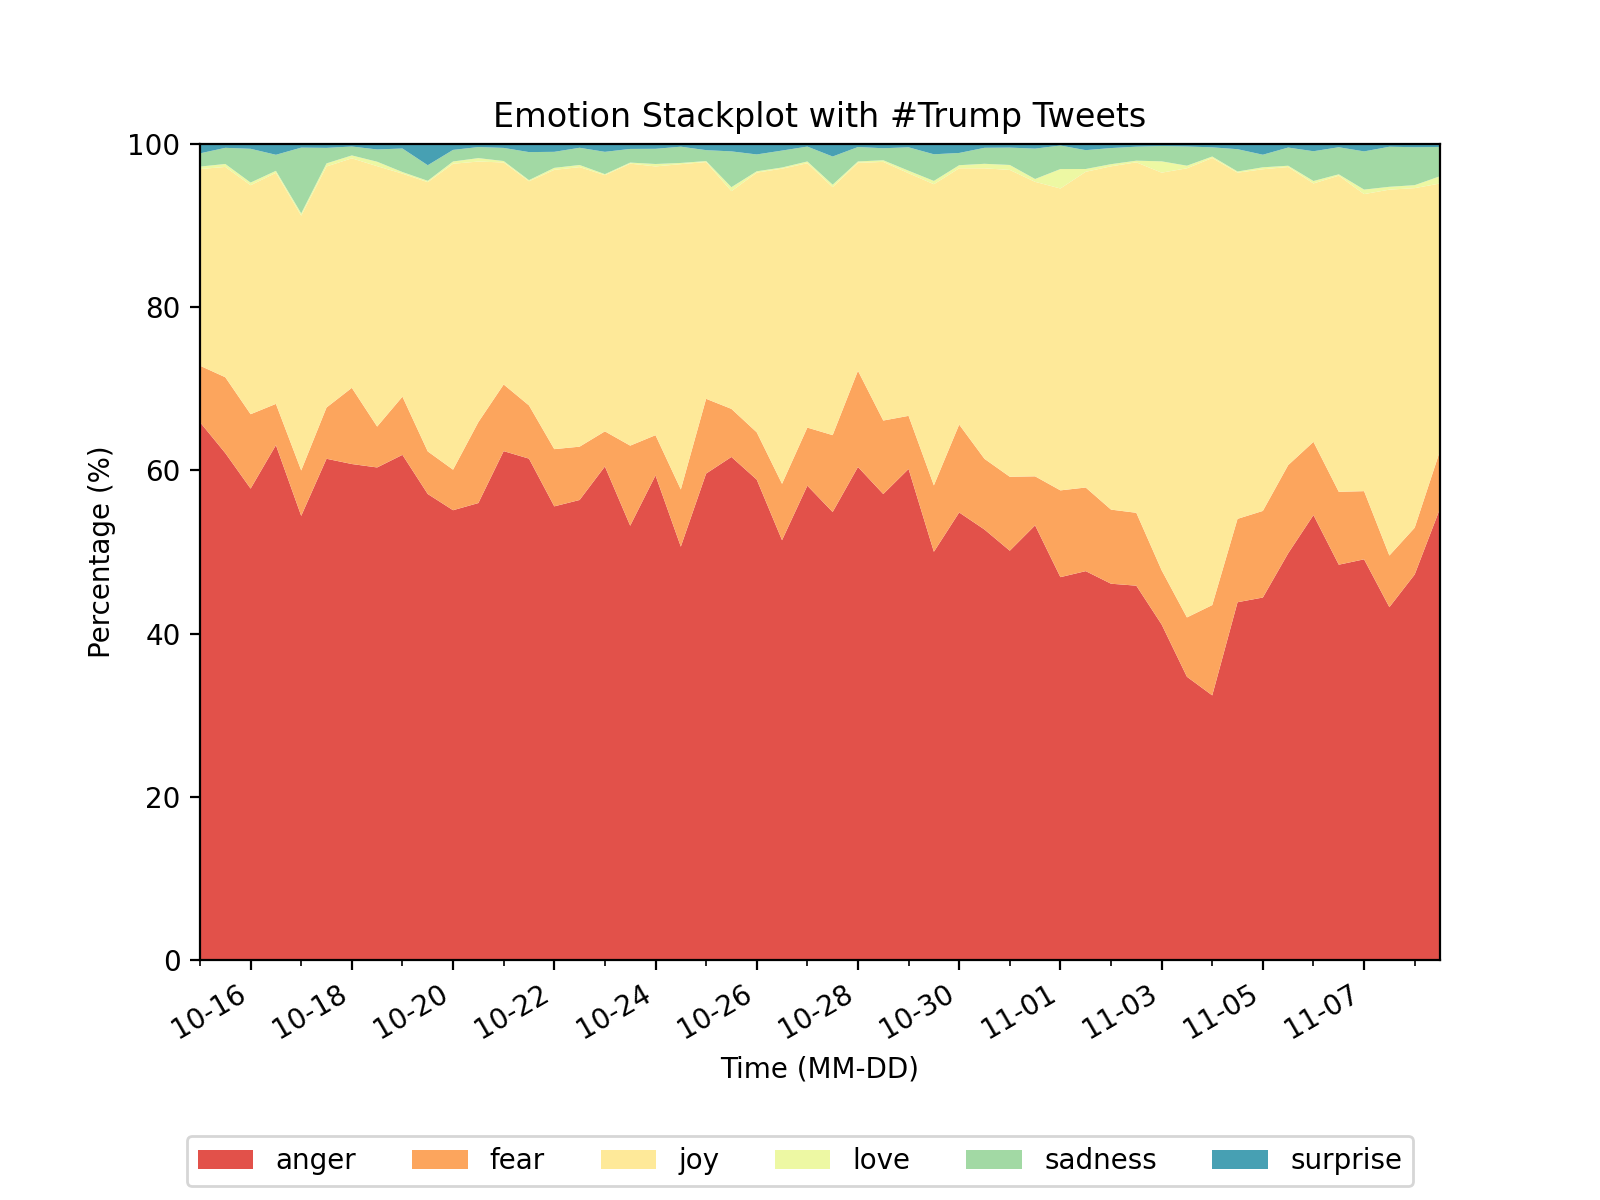 Emotion Stackplot with #Trump Tweets
100
80
60
40
20
0
Percentage (%)
10-16 10-18 10-20 10-22 10-24 10-26 10-28 10-30 11-01 11-03 11-05 11-07
Time (MM-DD)
anger fear joy love sadness surprise